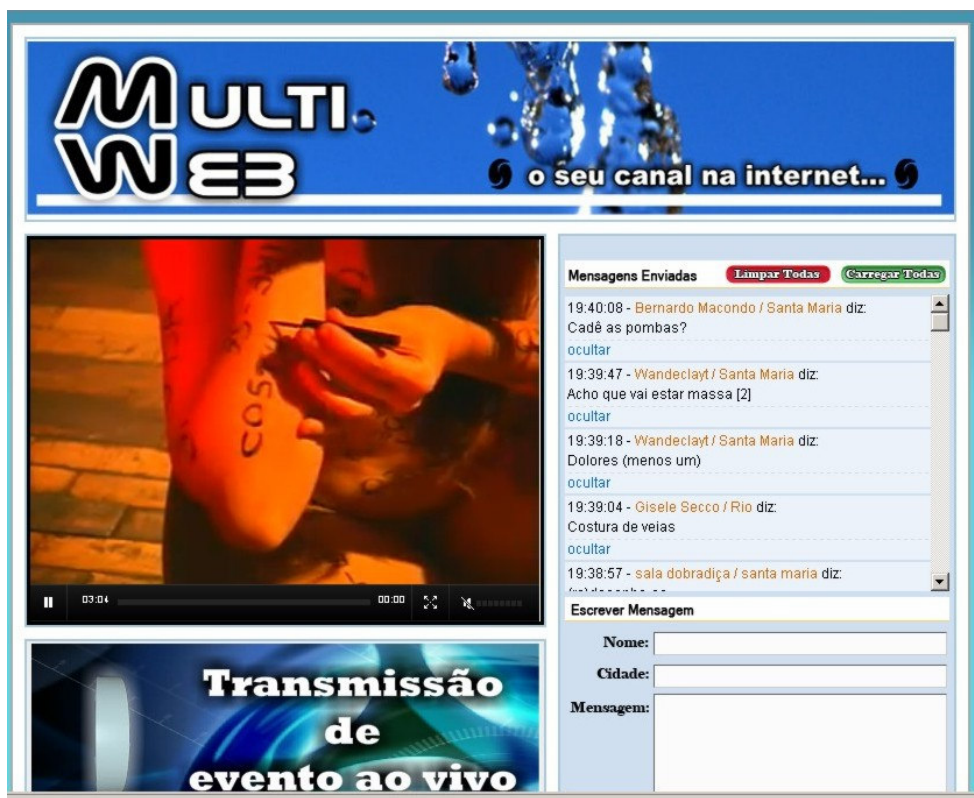 MULTI
WEB
o seu canal na internet...
COS
03:04
00:00
Transmissão
de
evento ao vivo
Mensagens Enviadas
Limpar Todas
Carregar Todas
19:40:08 - Bernardo Macondo / Santa Maria diz:
Cadê as pombas?
ocultar
19:39:47 - Wandeclayt / Santa Maria diz:
Acho que vai estar massa [2]
ocultar
19:39:18 - Wandeclayt / Santa Maria diz:
Dolores (menos um)
ocultar
19:39:04 - Gisele Secco / Rio diz:
Costura de veias
ocultar
19:38:57 - sala dobradiça / santa maria diz:
Escrever Mensagem
Nome:
Cidade:
Mensagem: